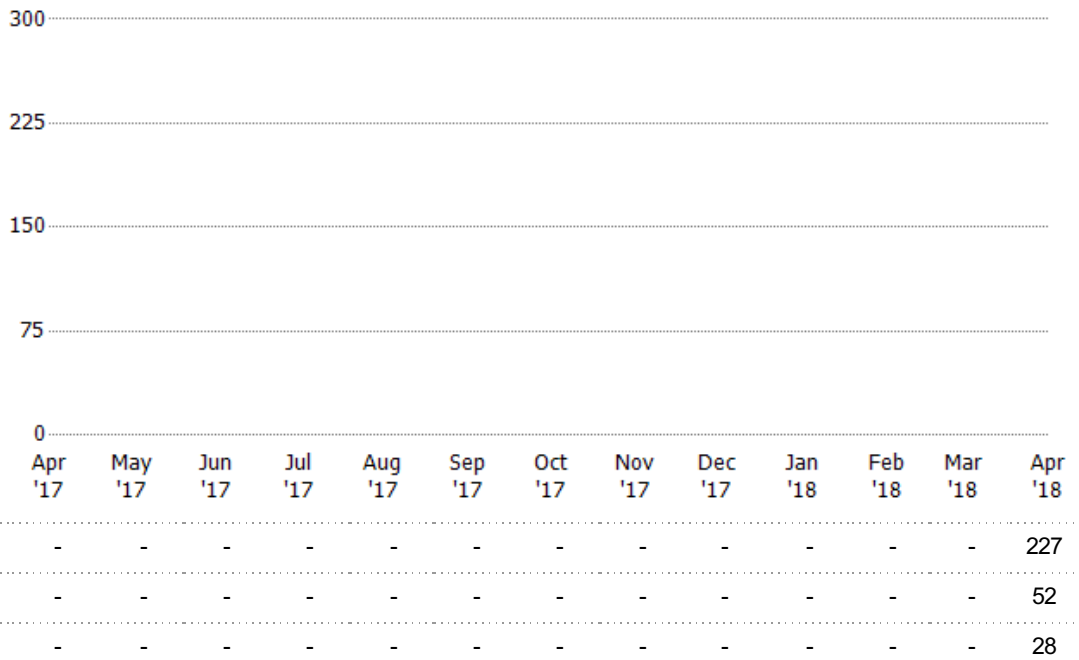 300
225
150
75
0
Apr May Jun Jul Aug Sep Oct Nov Dec Jan Feb Mar Apr
'17 '17 '17 '17 '17 '17 '17 '17 '17 '18 '18 '18 '18
- - - - - - - - - - - - 227
- - - - - - - - - - - - 52
- - - - - - - - - - - - 28